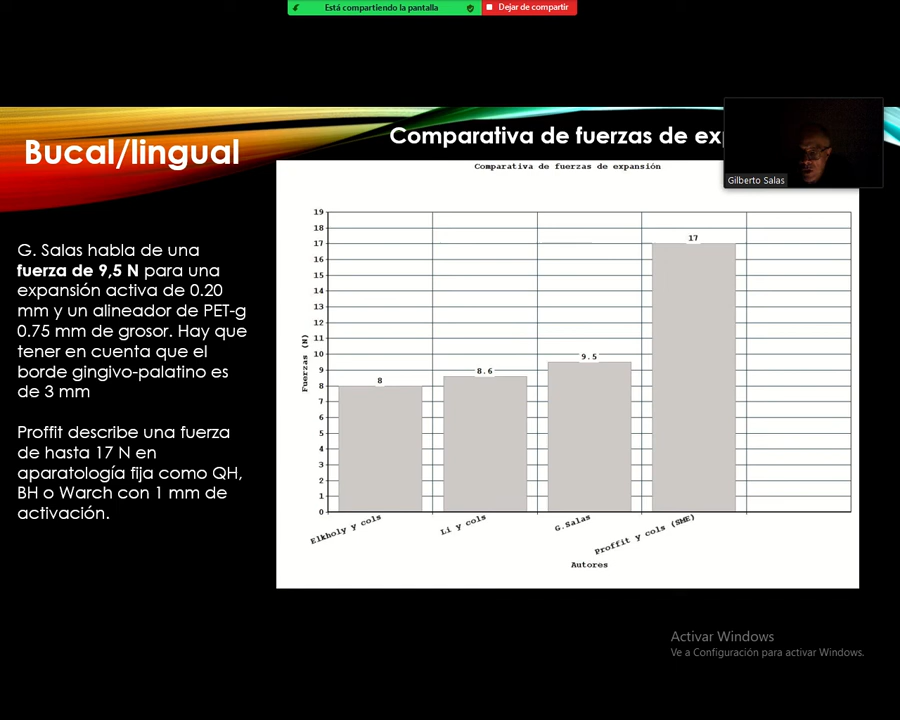 Está compartiendo la pantalla
Dejar de compartir
Bucal/lingual
Comparativa de fuerzas de
Gilberto Salas
G. Salas habla de una
fuerza de 9,5 N para una
expansión activa de 0.20
mm y un alineador de PET-g
0.75 mm de grosor. Hay que
tener en cuenta que el
borde gingivo-palatino es
de 3 mm
Proffit describe una fuerza
de hasta 17 N en
aparatología fija como QH,
BH o Warch con 1 mm de
activación.
Comparativa de fuerzas de expansión
Fuerzas (N)
19
18
17
16
15
14
13
12
11
10
9
8
7
6
5
4
3
2
1
0
8
8.6
9.5
17
Elkholy y cols
Li y cols
G.Salas
Proffit y cols (SME)
Autores
Activar Windows
Ve a Configuración para activar Windows.